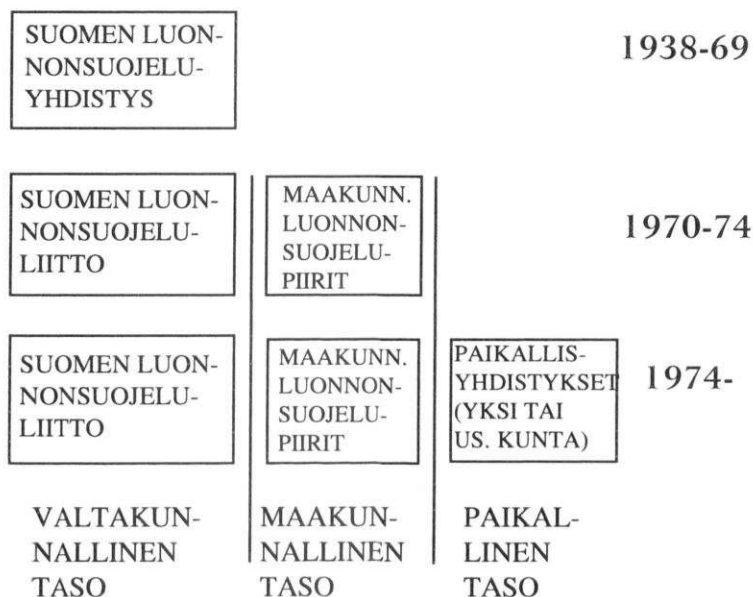 SUOMEN LUON-
NONSUOJELU-
YHDISTYS
1938-69
SUOMEN LUON-
NONSUOJELU-
LIITTO
MAAKUNN.
LUONNON-
SUOJELU-
PIIRIT
1970-74
SUOMEN LUON-
NONSUOJELU-
LIITTO
MAAKUNN.
LUONNON-
SUOJELU-
PIIRIT
PAIKALLIS-
YHDISTYKSET
(YKSI TAI
US. KUNTA)
1974-
VALTAKUN-
NALLINEN
TASO
MAAKUN-
NALLINEN
TASO
PAIKAL-
LINEN
TASO